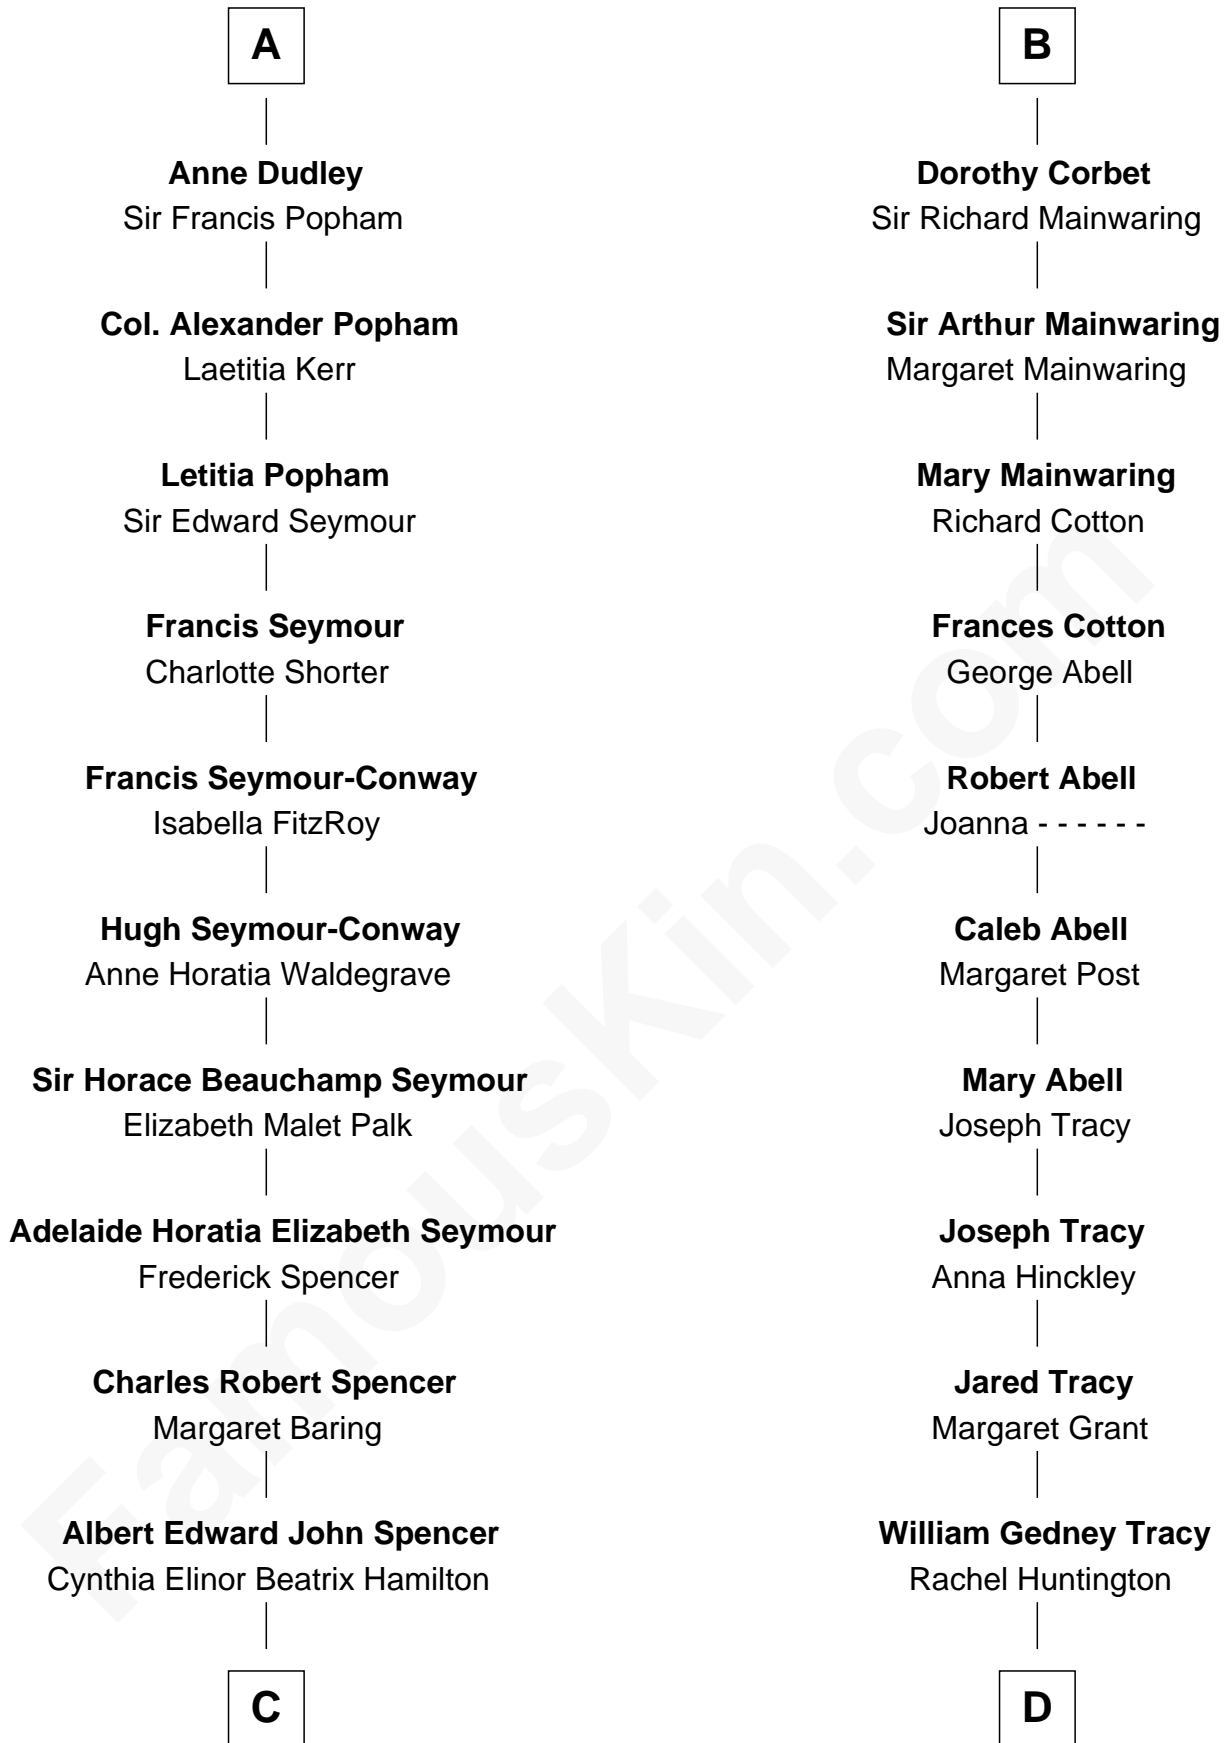 A
Anne Dudley
Sir Francis Popham
Col. Alexander Popham
Laetitia Kerr
Letitia Popham
Sir Edward Seymour
Francis Seymour
Charlotte Shorter
Francis Seymour-Conway
Isabella FitzRoy
Hugh Seymour-Conway
Anne Horatia Waldegrave
Sir Horace Beauchamp Seymour
Elizabeth Malet Palk
Adelaide Horatia Elizabeth Seymour
Frederick Spencer
Charles Robert Spencer
Margaret Baring
Albert Edward John Spencer
Cynthia Elinor Beatrix Hamilton
C
B
Dorothy Corbet
Sir Richard Mainwaring
Sir Arthur Mainwaring
Margaret Mainwaring
Mary Mainwaring
Richard Cotton
Frances Cotton
George Abell
Robert Abell
Joanna - - - - - -
Caleb Abell
Margaret Post
Mary Abell
Joseph Tracy
Joseph Tracy
Anna Hinckley
Jared Tracy
Margaret Grant
William Gedney Tracy
Rachel Huntington
D
FamousKin.com